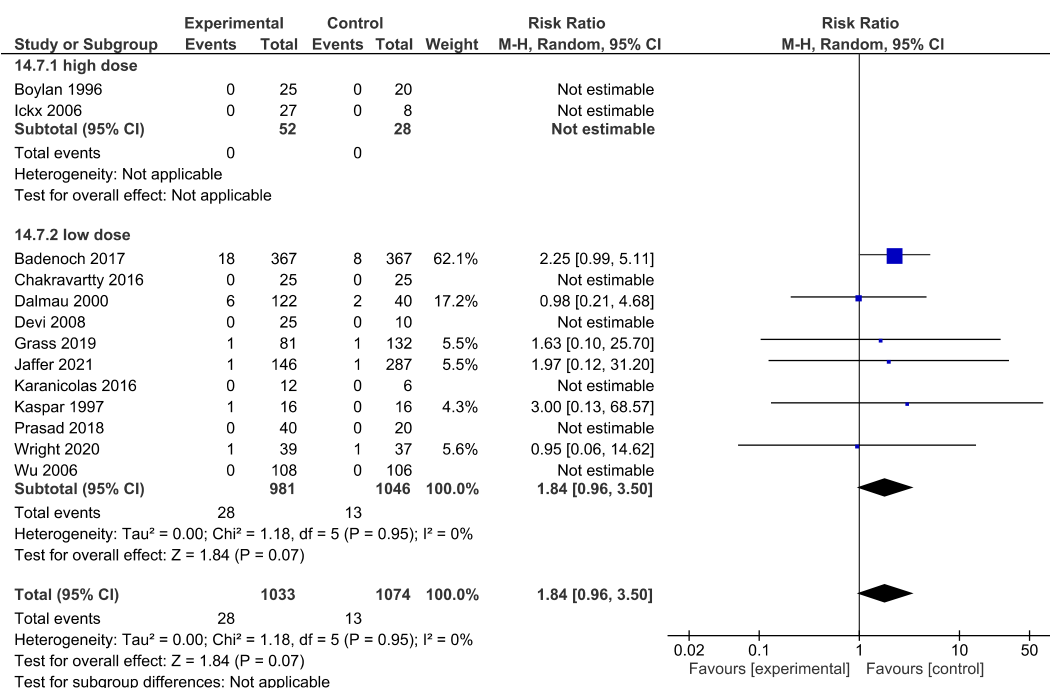 Experimental Control Risk Ratio Risk Ratio
Study or Subgroup Events Total Events Total Weight M-H, Random, 95% CI M-H, Random, 95% CI
14.7.1 high dose
Boylan 1996 0 25 0 20 Not estimable
Ickx 2006 0 27 0 8 Not estimable
Subtotal (95% CI) 52 28 Not estimable
Total events 0 0
Heterogeneity: Not applicable
Test for overall effect: Not applicable
14.7.2 low dose
Badenoch 2017 18 367 8 367 62.1% 2.25 [0.99, 5.11]
Chakravartty 2016 0 25 0 25 Not estimable
Dalmau 2000 6 122 2 40 17.2% 0.98 [0.21, 4.68]
Devi 2008 0 25 0 10 Not estimable
Grass 2019 1 81 1 132 5.5% 1.63 [0.10, 25.70]
Jaffer 2021 1 146 1 287 5.5% 1.97 [0.12, 31.20]
Karanicolas 2016 0 12 0 6 Not estimable
Kaspar 1997 1 16 0 16 4.3% 3.00 [0.13, 68.57]
Prasad 2018 0 40 0 20 Not estimable
Wright 2020 1 39 1 37 5.6% 0.95 [0.06, 14.62]
Wu 2006 0 108 0 106 Not estimable
Subtotal (95% CI) 981 1046 100.0% 1.84 [0.96, 3.50]
Total events 28 13
Heterogeneity: Tau² = 0.00; Chi² = 1.18, df = 5 (P = 0.95); I² = 0%
Test for overall effect: Z = 1.84 (P = 0.07)
Total (95% CI) 1033 1074 100.0% 1.84 [0.96, 3.50]
Total events 28 13
Heterogeneity: Tau² = 0.00; Chi² = 1.18, df = 5 (P = 0.95); I² = 0%
Test for overall effect: Z = 1.84 (P = 0.07)
Test for subgroup differences: Not applicable
0.02 0.1 1 10 50
Favours [experimental] Favours [control]